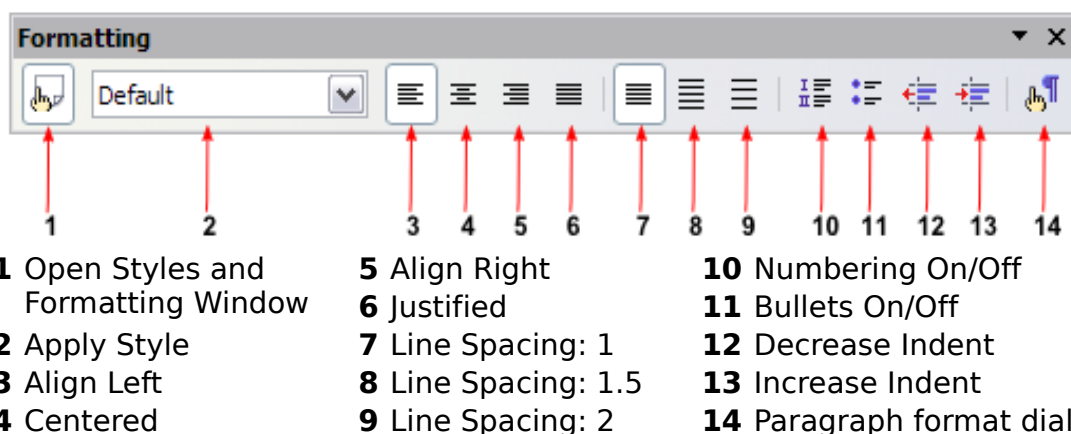 Formatting
Default
1 2 3 4 5 6 7 8 9 10 11 12 13 14
1 Open Styles and
Formatting Window
2 Apply Style
3 Align Left
4 Centered
5 Align Right
6 Justified
7 Line Spacing: 1
8 Line Spacing: 1.5
9 Line Spacing: 2
10 Numbering On/Off
11 Bullets On/Off
12 Decrease Indent
13 Increase Indent
14 Paragraph format dial